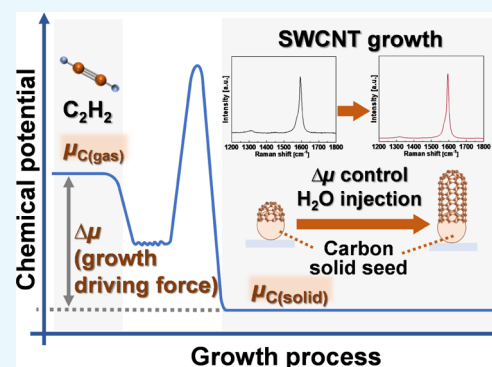 Chemical potential
C₂H₂
μC(gas)
Δμ
(growth
driving force)
SWCNT growth
Intensity [a.u.]
1200 1300 1400 1500 1600 1700 1800
Raman shift [cm⁻¹]
Intensity [a.u.]
1200 1300 1400 1500 1600 1700 1800
Raman shift [cm⁻¹]
Δμ control
H₂O injection
Carbon
solid seed
μC(solid)
Growth process